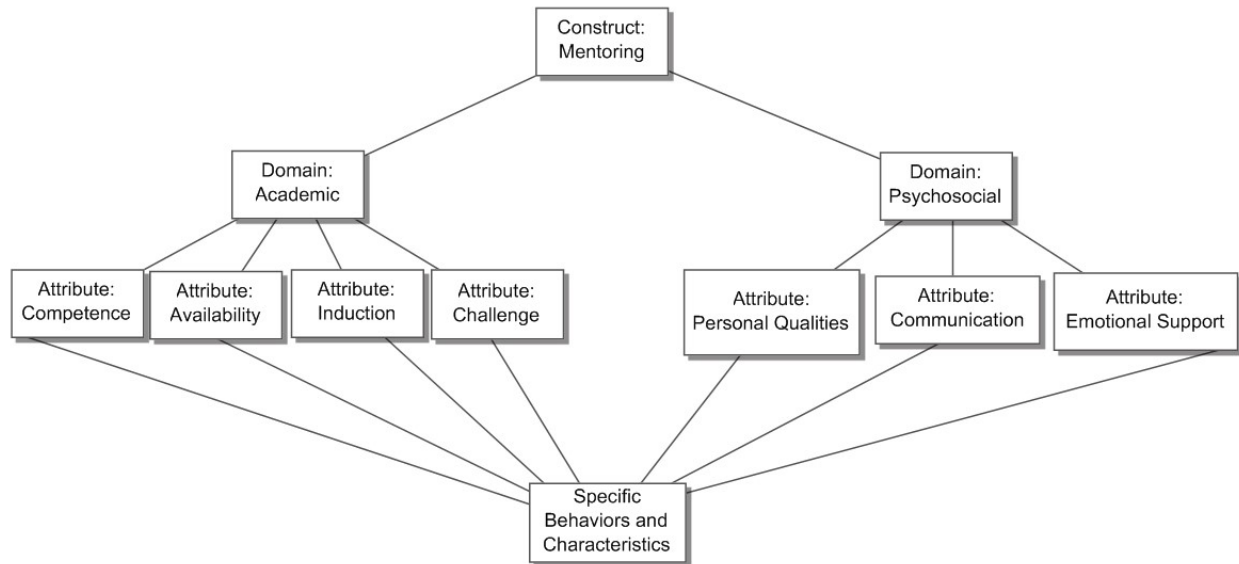 Construct:
Mentoring
Domain:
Academic
Domain:
Psychosocial
Attribute:
Competence
Attribute:
Availability
Attribute:
Induction
Attribute:
Challenge
Attribute:
Personal Qualities
Attribute:
Communication
Attribute:
Emotional Support
Specific
Behaviors and
Characteristics